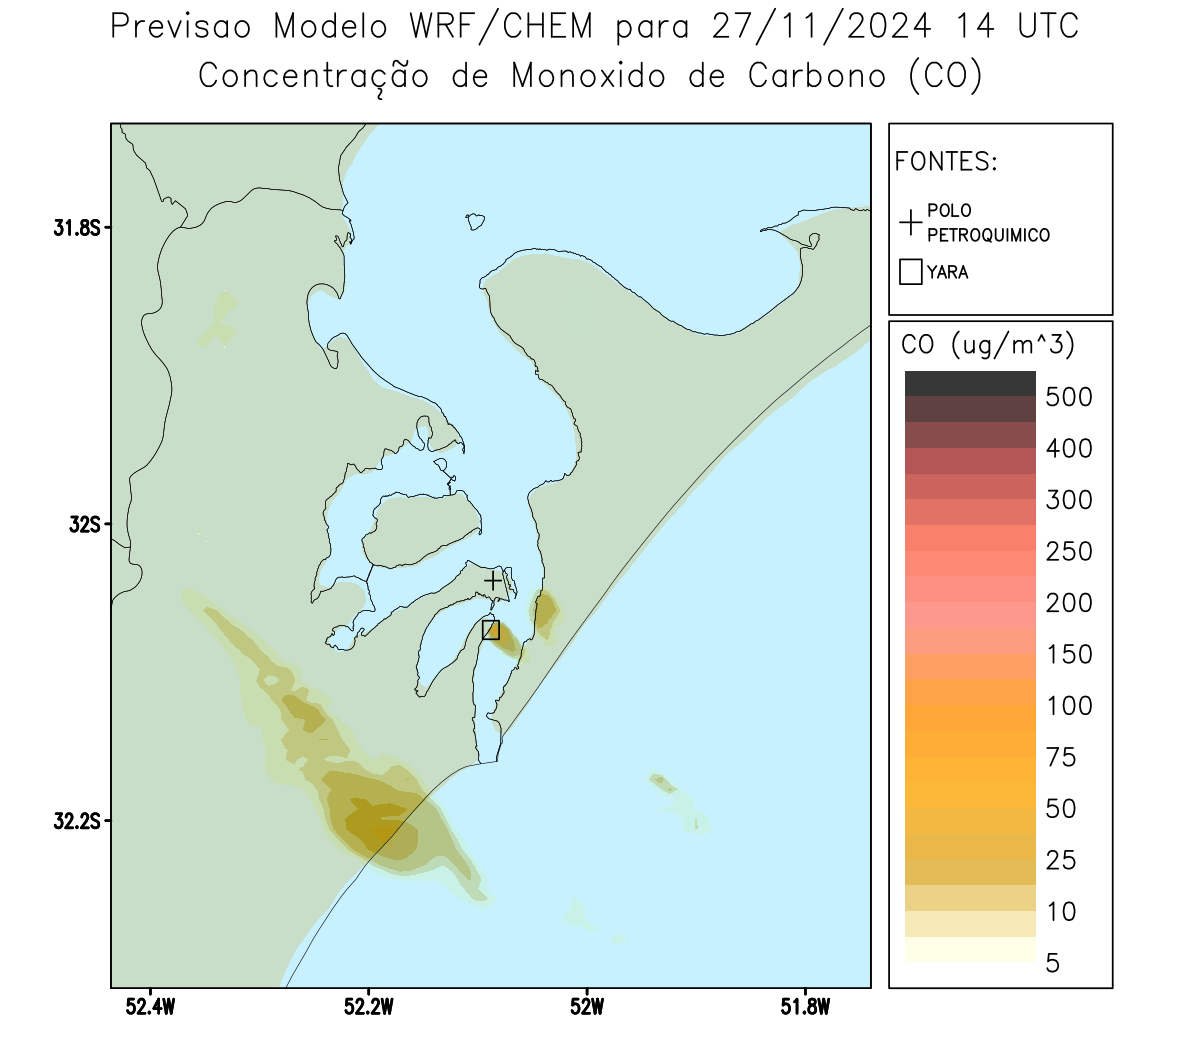 Previsao Modelo WRF/CHEM para 27/11/2024 14 UTC
Concentração de Monoxido de Carbono (CO)
FONTES:
POLO
PETROQUIMICO
YARA
CO (ug/m^3)
500
400
300
250
200
150
100
75
50
25
10
5
31.8S
32S
32.2S
52.4W
52.2W
52W
51.8W